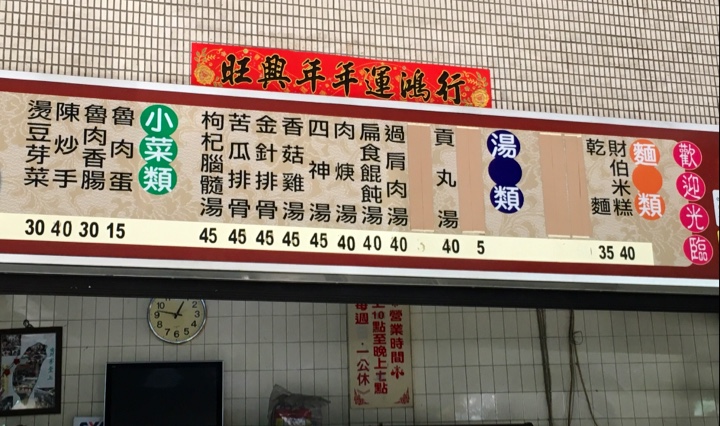 行鴻運年年興旺
歡迎光臨
麵類
財伯米糕 40
乾麵 35
湯類
5
貢丸湯 40
過肩肉湯 40
扁食餛飩湯 40
肉焿湯 40
四神湯 45
香菇雞湯 45
金針排骨 45
苦瓜排骨 45
枸杞腦髓湯 45
小菜類
魯肉蛋 15
魯肉香腸 30
陳炒手 40
燙豆芽菜 30
營業時間
上10點至晚上七點
每週·一公休